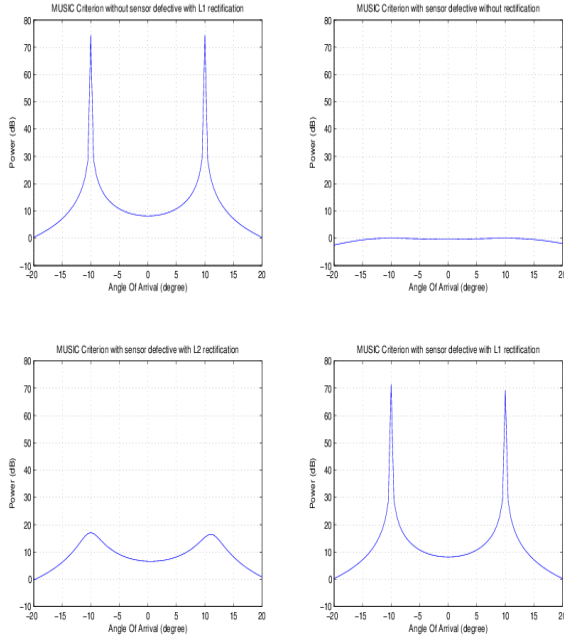 MUSIC Criterion without sensor defective with L1 rectification
80
70
60
50
40
30
20
10
0
−10
Power (dB)
−20 −15 −10 −5 0 5 10 15 20
Angle Of Arrival (degree)
MUSIC Criterion with sensor defective without rectification
80
70
60
50
40
30
20
10
0
−10
Power (dB)
−20 −15 −10 −5 0 5 10 15 20
Angle Of Arrival (degree)
MUSIC Criterion with sensor defective with L2 rectification
80
70
60
50
40
30
20
10
0
−10
Power (dB)
−20 −15 −10 −5 0 5 10 15 20
Angle Of Arrival (degree)
MUSIC Criterion with sensor defective with L1 rectification
80
70
60
50
40
30
20
10
0
−10
Power (dB)
−20 −15 −10 −5 0 5 10 15 20
Angle Of Arrival (degree)